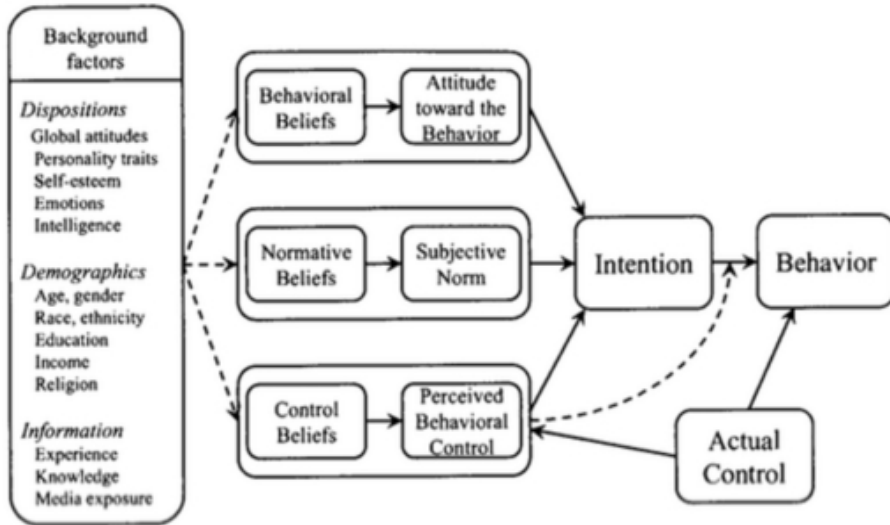 Background
factors
Dispositions
Global attitudes
Personality traits
Self-esteem
Emotions
Intelligence
Demographics
Age, gender
Race, ethnicity
Education
Income
Religion
Information
Experience
Knowledge
Media exposure
Behavioral
Beliefs
Attitude
toward the
Behavior
Normative
Beliefs
Subjective
Norm
Control
Beliefs
Perceived
Behavioral
Control
Intention
Behavior
Actual
Control